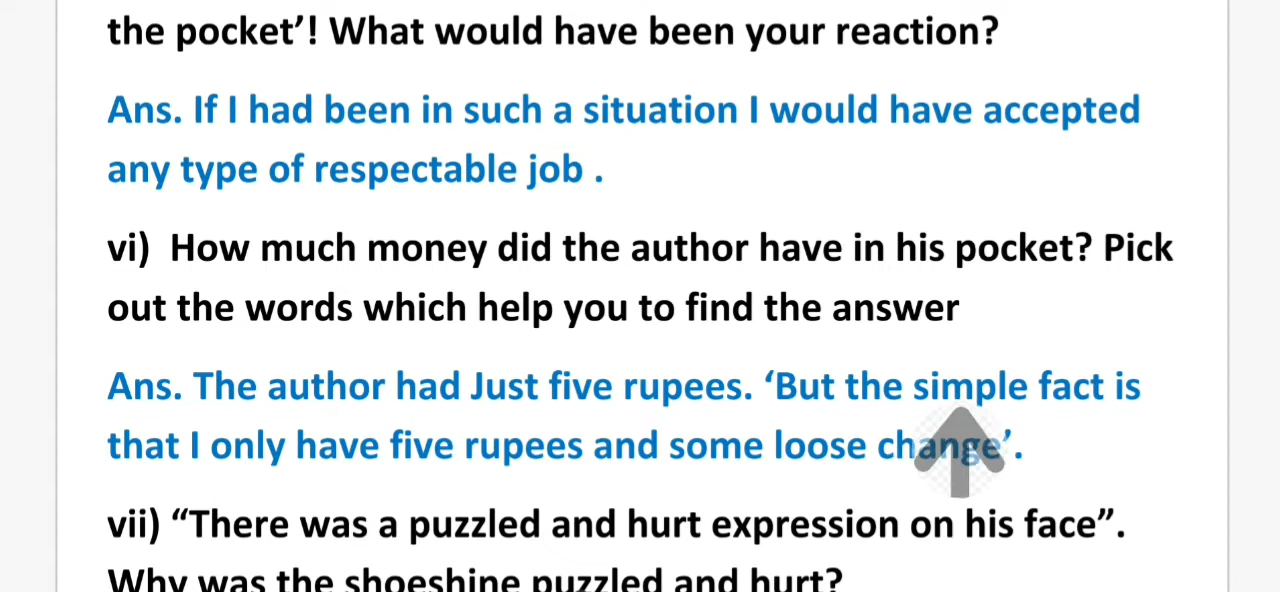 the pocket’! What would have been your reaction?
Ans. If I had been in such a situation I would have accepted
any type of respectable job .
vi)  How much money did the author have in his pocket? Pick
out the words which help you to find the answer
Ans. The author had Just five rupees. ‘But the simple fact is
that I only have five rupees and some loose change’.
vii) “There was a puzzled and hurt expression on his face”.
Why was the shoeshine puzzled and hurt?